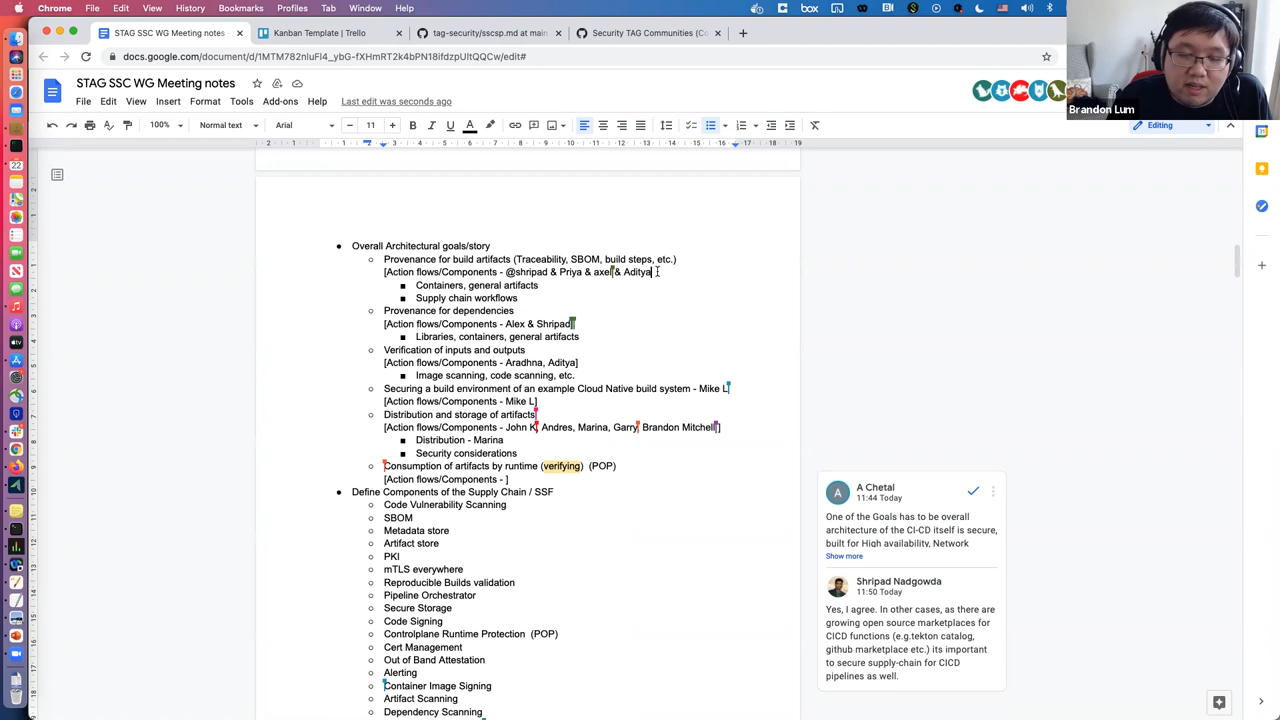 Chrome File Edit View History Bookmarks Profiles Tab Window Help
box
STAG SSC WG Meeting notes
Kanban Template | Trello
tag-security/sscsp.md at main
Security TAG Communities (Co
STAG SSC WG Meeting notes
File Edit View Insert Format Tools Add-ons Help Last edit was seconds ago
Brandon Lum
100% Normal text Arial 11 Editing
Overall Architectural goals/story
Provenance for build artifacts (Traceability, SBOM, build steps, etc.)
[Action flows/Components - @shripad & Priya & axel & Aditya
Containers, general artifacts
Supply chain workflows
Provenance for dependencies
[Action flows/Components - Alex & Shripad]
Libraries, containers, general artifacts
Verification of inputs and outputs
[Action flows/Components - Aradhna, Aditya]
Image scanning, code scanning, etc.
Securing a build environment of an example Cloud Native build system - Mike L
[Action flows/Components - Mike L]
Distribution and storage of artifacts
[Action flows/Components - John K, Andres, Marina, Garry, Brandon Mitchell]
Distribution - Marina
Security considerations
Consumption of artifacts by runtime (verifying) (POP)
[Action flows/Components - ]
Define Components of the Supply Chain / SSF
Code Vulnerability Scanning
SBOM
Metadata store
Artifact store
PKI
mTLS everywhere
Reproducible Builds validation
Pipeline Orchestrator
Secure Storage
Code Signing
Controlplane Runtime Protection (POP)
Cert Management
Out of Band Attestation
Alerting
Container Image Signing
Artifact Scanning
Dependency Scanning
A Chetal
11:44 Today
One of the Goals has to be overall
architecture of the CI-CD itself is secure,
built for High availability, Network
Show more
Shripad Nadgowda
11:50 Today
Yes, I agree. In other cases, as there are
growing open source marketplaces for
CICD functions (e.g.tekton catalog,
github marketplace etc.) its important
to secure supply-chain for CICD
pipelines as well.